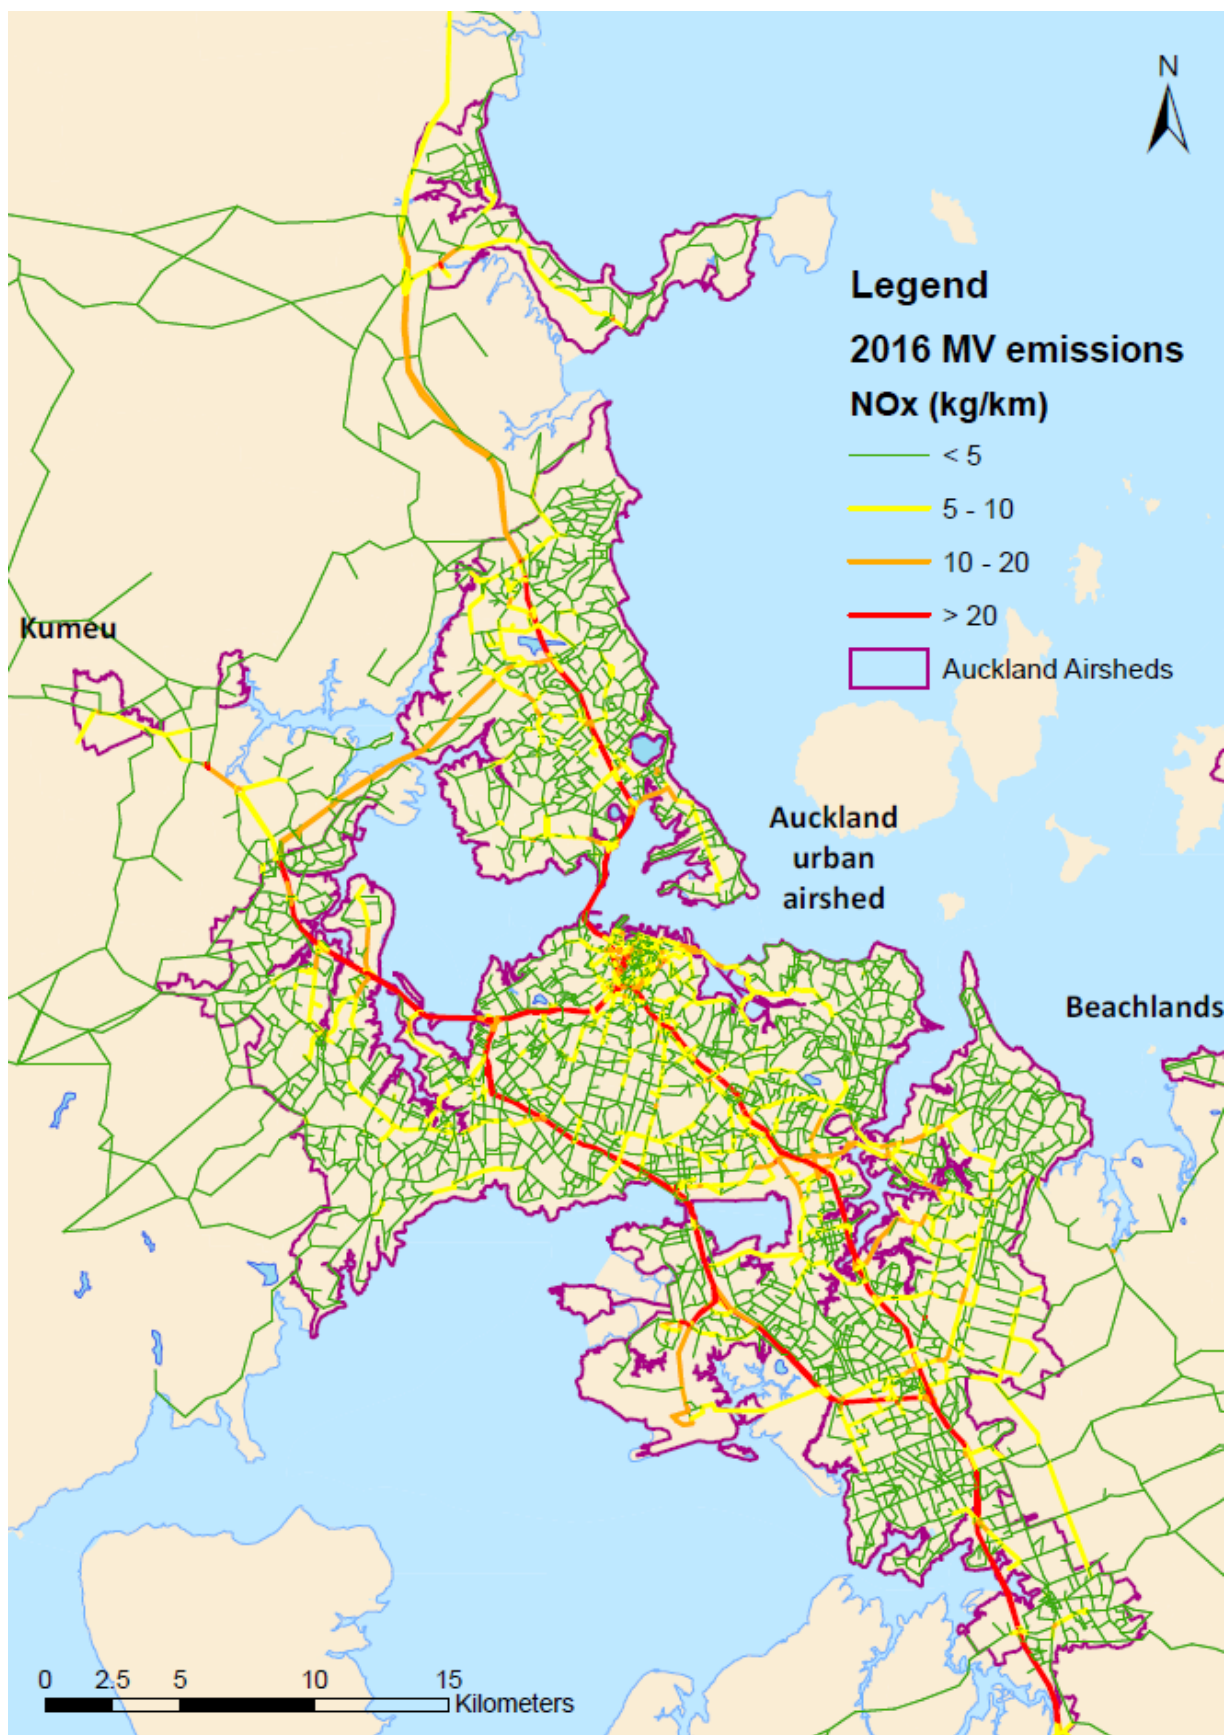 N
Legend
2016 MV emissions
NOx (kg/km)
< 5
5 - 10
10 - 20
> 20
Auckland Airsheds
Kumeu
Auckland
urban
airshed
Beachlands
0 2.5 5 10 15
Kilometers